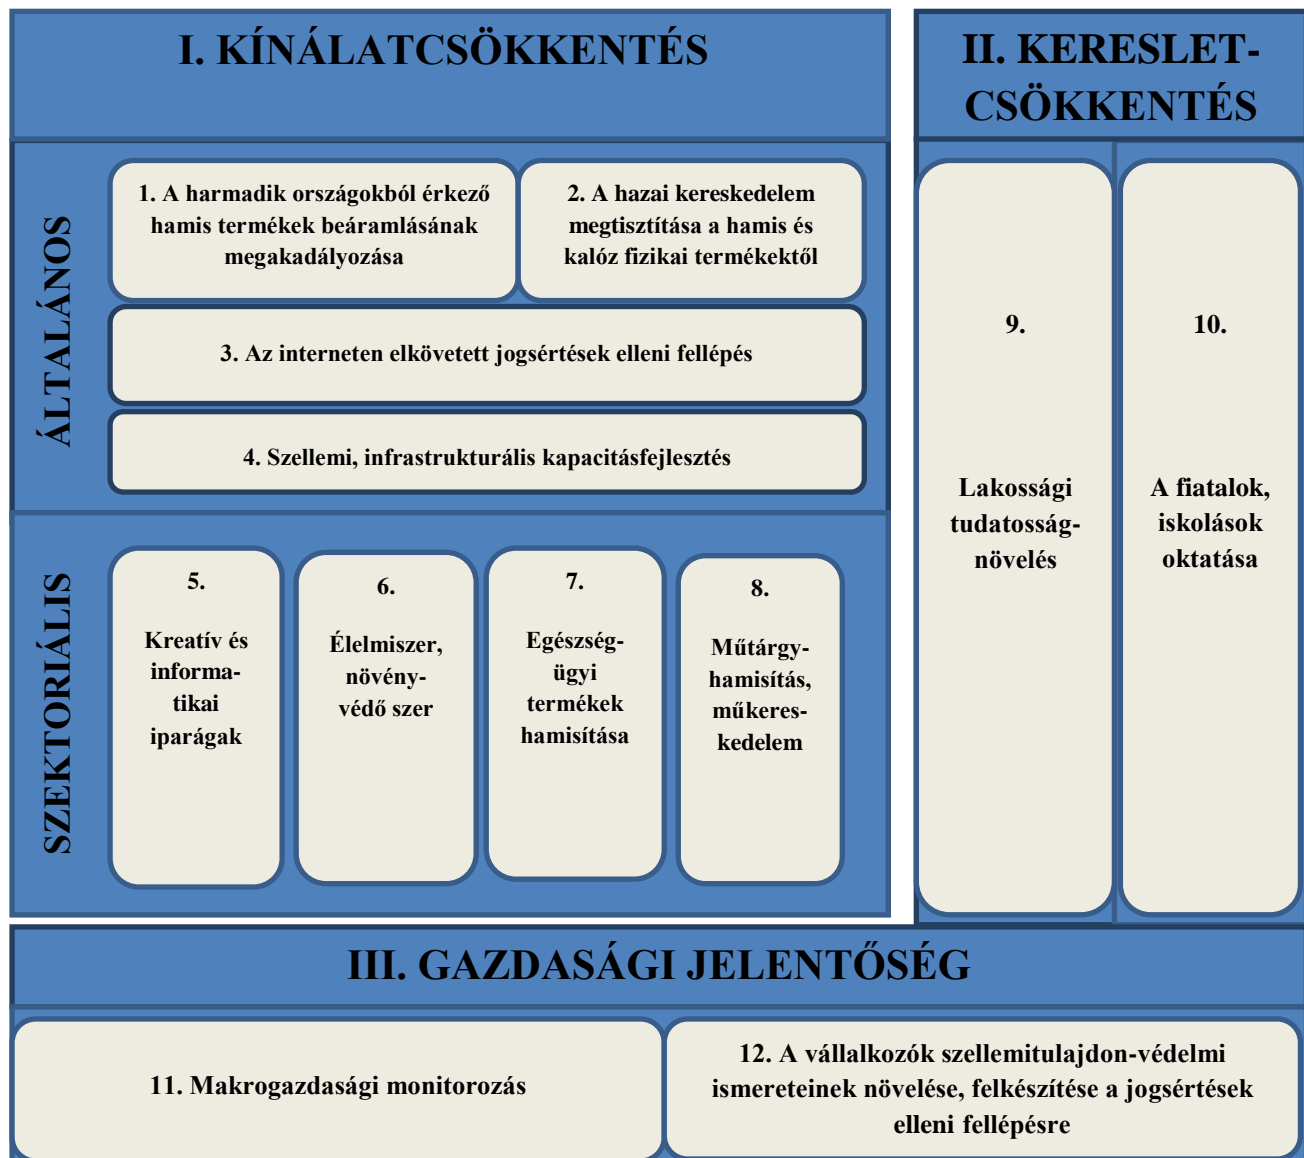 I. KÍNÁLATCSÖKKENTÉS
ÁLTALÁNOS
1. A harmadik országokból érkező
hamis termékek beáramlásának
megakadályozása
2. A hazai kereskedelem
megtisztítása a hamis és
kalóz fizikai termékektől
3. Az interneten elkövetett jogsértések elleni fellépés
4. Szellemi, infrastrukturális kapacitásfejlesztés
SZEKTORIÁLIS
5.
Kreatív és
informa-
tikai
iparágak
6.
Élelmiszer,
növény-
védő szer
7.
Egészség-
ügyi
termékek
hamisítása
8.
Műtárgy-
hamisítás,
műkeres-
kedelem
II. KERESLET-
CSÖKKENTÉS
9.
Lakossági
tudatosság-
növelés
10.
A fiatalok,
iskolások
oktatása
III. GAZDASÁGI JELENTŐSÉG
11. Makrogazdasági monitorozás
12. A vállalkozók szellemitulajdon-védelmi
ismereteinek növelése, felkészítése a jogsértések
elleni fellépésre